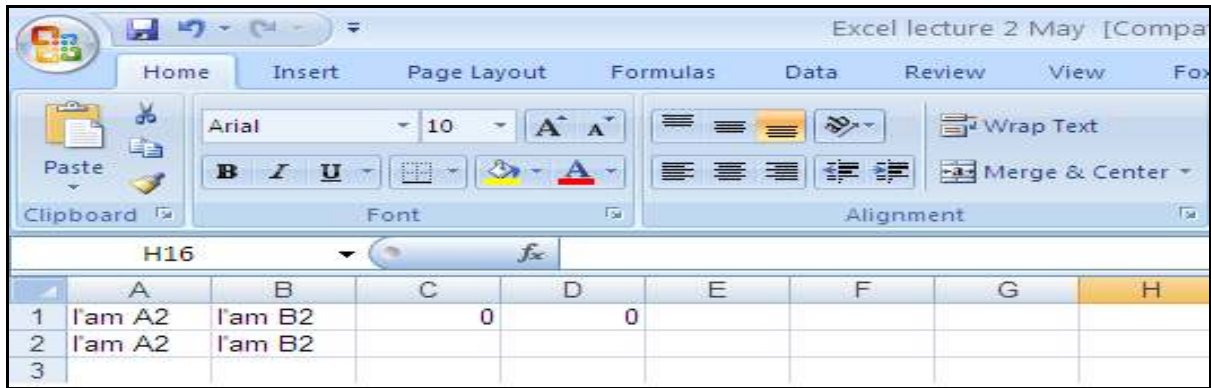 Excel lecture 2 May [Compa
Home Insert Page Layout Formulas Data Review View Fox
Arial 10 A A Wrap Text
Paste B I U A Merge & Center
Clipboard Font Alignment
H16 fx
A B C D E F G H
1 I'am A2 I'am B2 0 0
2 I'am A2 I'am B2
3